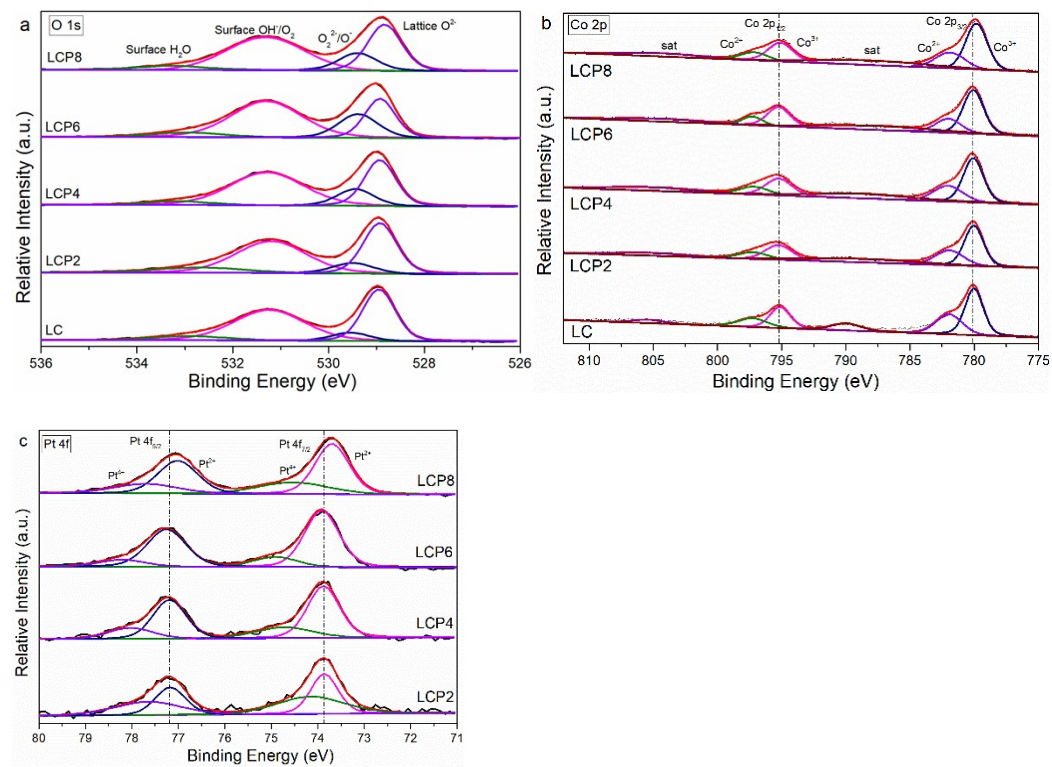 a
O 1s
Surface H₂O
Surface OH⁻/O₂
O₂²⁻/O⁻
Lattice O²⁻
LCP8
LCP6
LCP4
LCP2
LC
536 534 532 530 528 526
Binding Energy (eV)
Relative Intensity (a.u.)
b
Co 2p
Co 2p₁/₂
Co 2p₃/₂
sat
Co²⁺
Co³⁺
sat
Co²⁺
Co³⁺
LCP8
LCP6
LCP4
LCP2
LC
810 805 800 795 790 785 780 775
Binding Energy (eV)
Relative Intensity (a.u.)
c
Pt 4f
Pt 4f₅/₂
Pt 4f₇/₂
Pt⁴⁺
Pt²⁺
Pt⁴⁺
Pt²⁺
LCP8
LCP6
LCP4
LCP2
80 79 78 77 76 75 74 73 72 71
Binding Energy (eV)
Relative Intensity (a.u.)